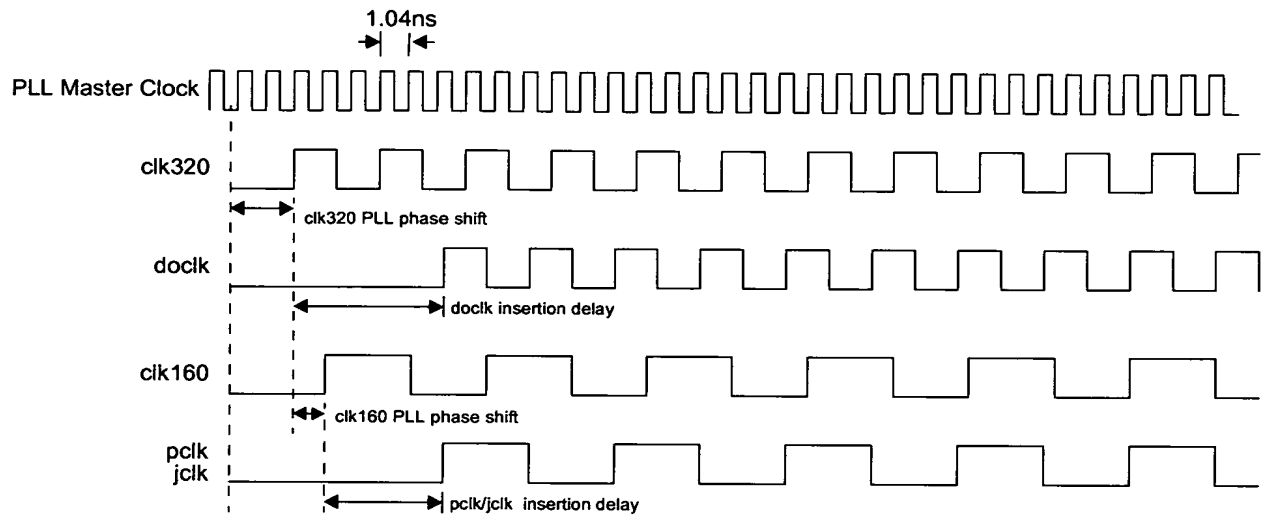 1.04ns
PLL Master Clock
clk320
clk320 PLL phase shift
doclk
doclk insertion delay
clk160
clk160 PLL phase shift
pclk
jclk
pclk/jclk insertion delay